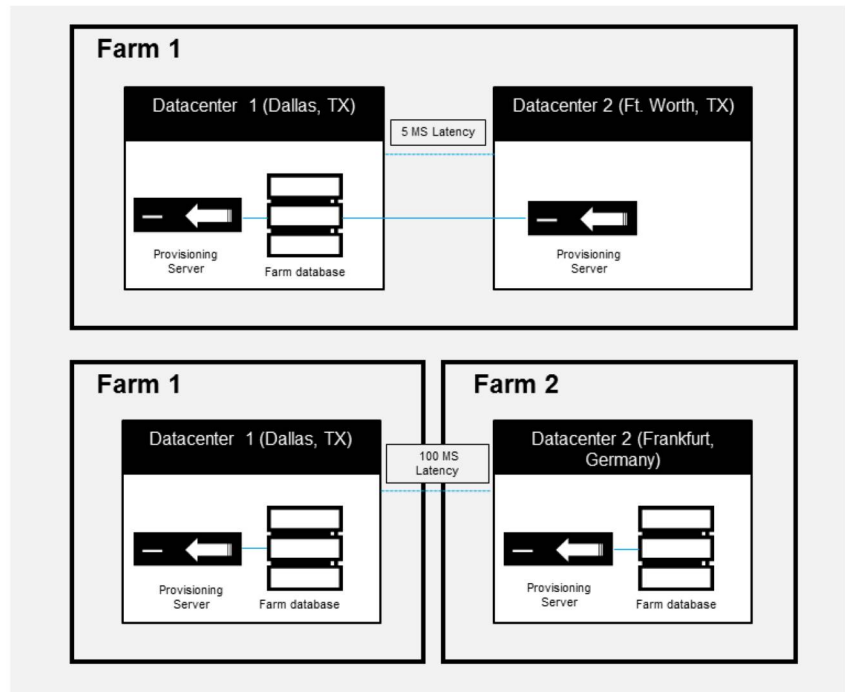 Farm 1
Datacenter 1 (Dallas, TX)
Datacenter 2 (Ft. Worth, TX)
5 MS Latency
Provisioning
Server
Farm database
Provisioning
Server
Farm 1
Farm 2
Datacenter 1 (Dallas, TX)
Datacenter 2 (Frankfurt,
Germany)
100 MS
Latency
Provisioning
Server
Farm database
Provisioning
Server
Farm database